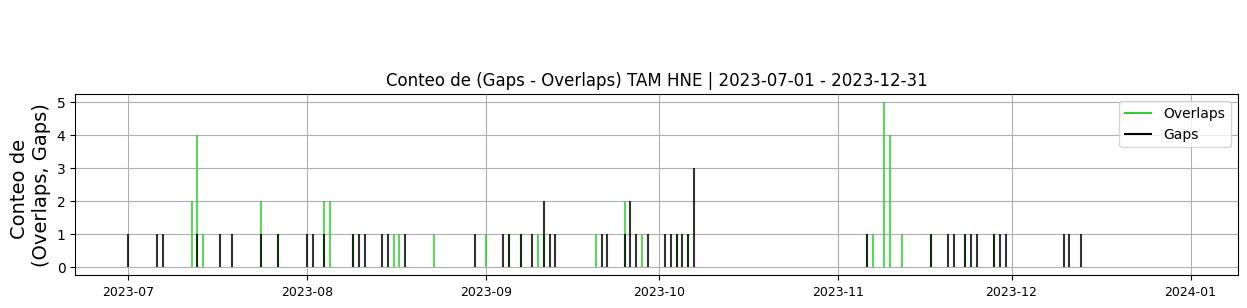 Conteo de (Gaps - Overlaps) TAM HNE | 2023-07-01 - 2023-12-31
Conteo de
(Overlaps, Gaps)
5
4
3
2
1
0
Overlaps
Gaps
2023-07
2023-08
2023-09
2023-10
2023-11
2023-12
2024-01